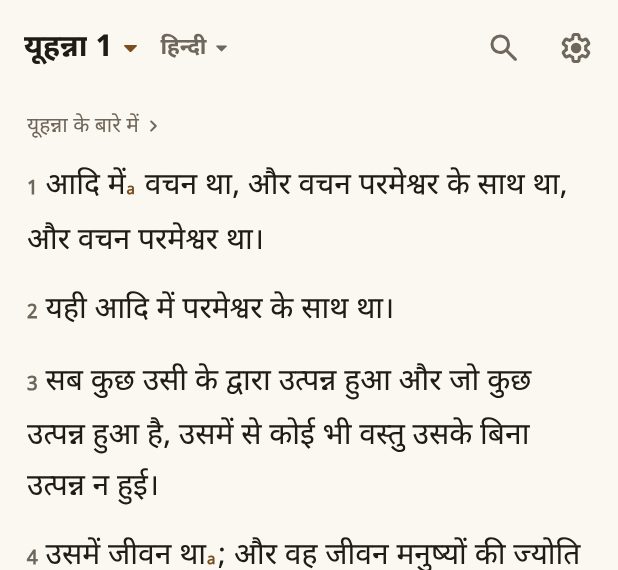 यूहन्ना 1 हिन्दी
यूहन्ना के बारे में
1 आदि मेंa वचन था, और वचन परमेश्वर के साथ था,
और वचन परमेश्वर था।
2 यही आदि में परमेश्वर के साथ था।
3 सब कुछ उसी के द्वारा उत्पन्न हुआ और जो कुछ
उत्पन्न हुआ है, उसमें से कोई भी वस्तु उसके बिना
उत्पन्न न हुई।
4 उसमें जीवन थाa; और वह जीवन मनुष्यों की ज्योति